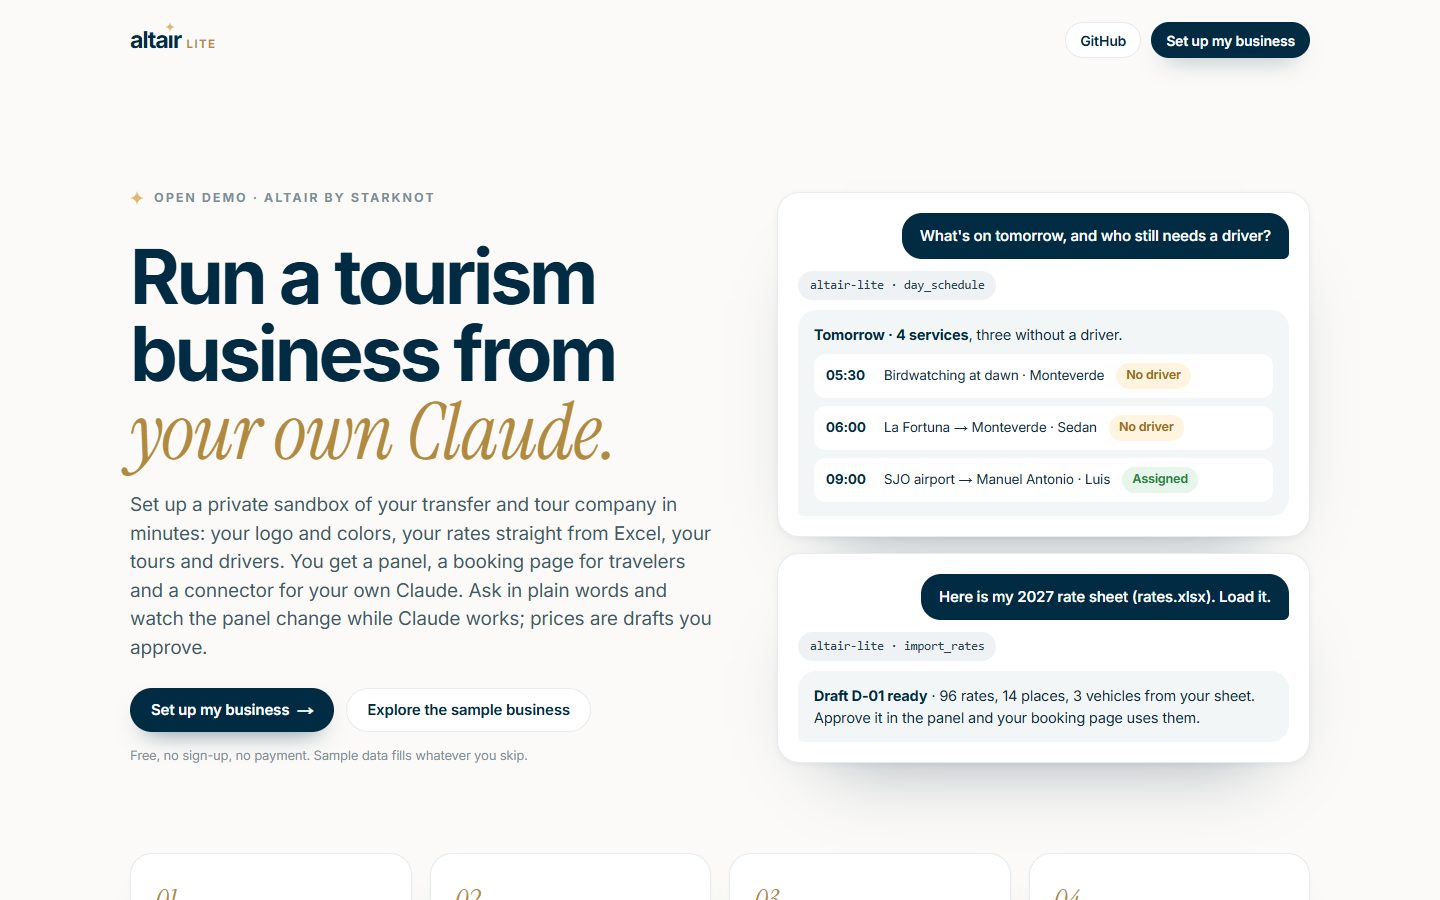 altair LITE
GitHub
Set up my business
OPEN DEMO · ALTAIR BY STARKNOT
Run a tourism
business from
your own Claude.
Set up a private sandbox of your transfer and tour company in
minutes: your logo and colors, your rates straight from Excel, your
tours and drivers. You get a panel, a booking page for travelers
and a connector for your own Claude. Ask in plain words and
watch the panel change while Claude works; prices are drafts you
approve.
Set up my business →
Explore the sample business
Free, no sign-up, no payment. Sample data fills whatever you skip.
What's on tomorrow, and who still needs a driver?
altair-lite · day_schedule
Tomorrow · 4 services, three without a driver.
05:30 Birdwatching at dawn · Monteverde No driver
06:00 La Fortuna → Monteverde · Sedan No driver
09:00 SJO airport → Manuel Antonio · Luis Assigned
Here is my 2027 rate sheet (rates.xlsx). Load it.
altair-lite · import_rates
Draft D-01 ready · 96 rates, 14 places, 3 vehicles from your sheet.
Approve it in the panel and your booking page uses them.
01
02
03
04